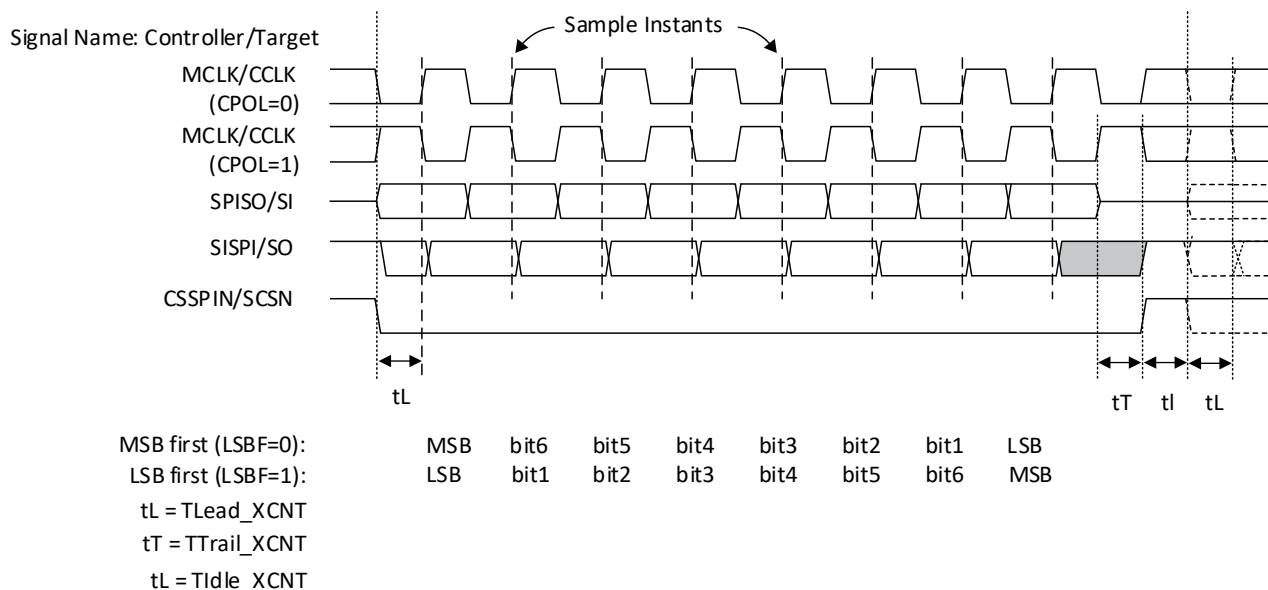 Sample Instants
Signal Name: Controller/Target
MCLK/CCLK
(CPOL=0)
MCLK/CCLK
(CPOL=1)
SPISO/SI
SISPI/SO
CSSPIN/SCSN
tL tT tl tL
MSB first (LSBF=0): MSB bit6 bit5 bit4 bit3 bit2 bit1 LSB
LSB first (LSBF=1): LSB bit1 bit2 bit3 bit4 bit5 bit6 MSB
tL = TLead_XCNT
tT = TTrail_XCNT
tL = TIdle_XCNT